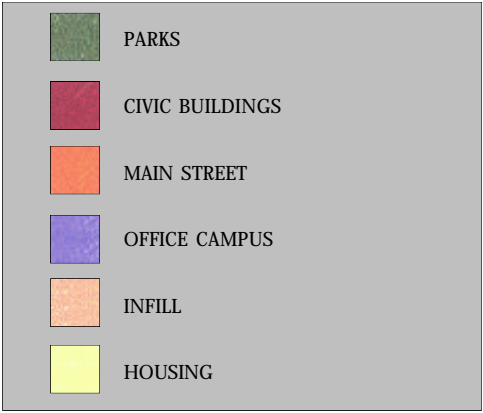 PARKS
CIVIC BUILDINGS
MAIN STREET
OFFICE CAMPUS
INFILL
HOUSING